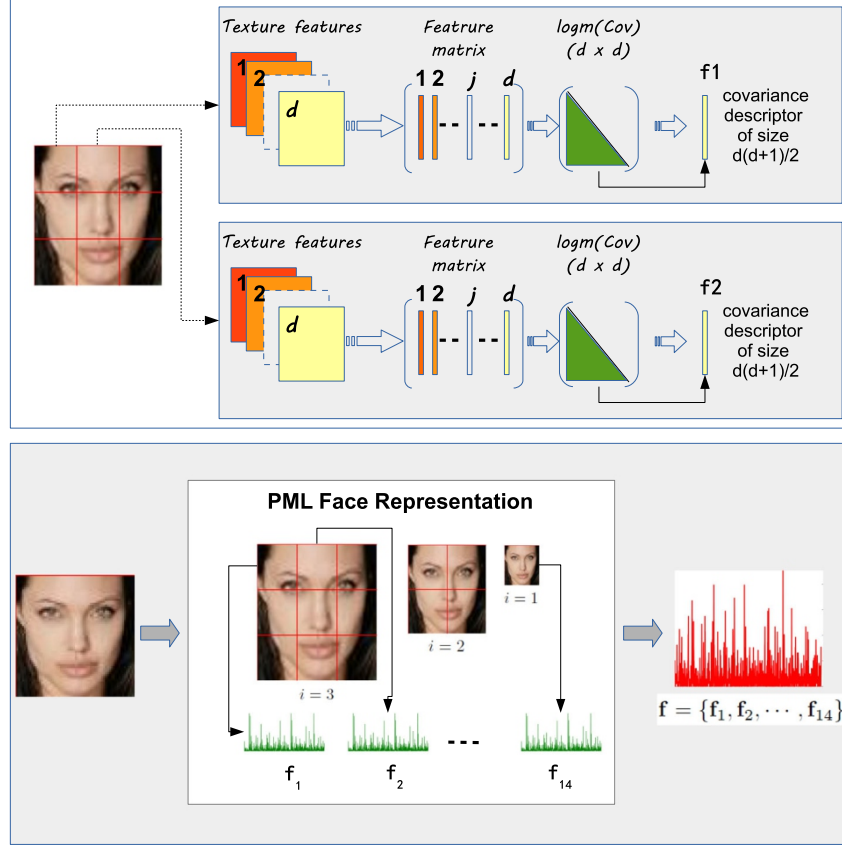 Texture features
Featrure
matrix
logm(Cov)
(d x d)
1
2
d
1 2 -- j -- d
f1
covariance
descriptor
of size
d(d+1)/2
Texture features
Featrure
matrix
logm(Cov)
(d x d)
1
2
d
1 2 -- j -- d
f2
covariance
descriptor
of size
d(d+1)/2
PML Face Representation
i = 3
i = 2
i = 1
f1 f2 --- f14
f = {f1, f2, ⋯ , f14}